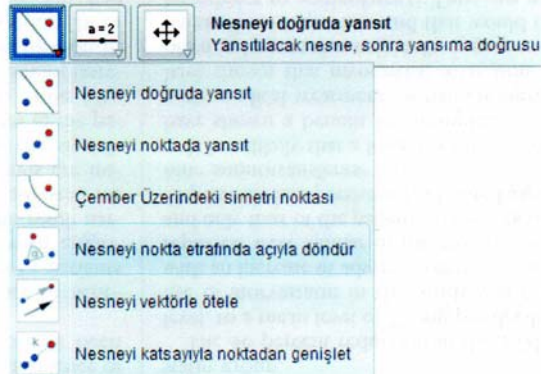 a = 2
Nesneyi doğruda yansıt
Yansıtılacak nesne, sonra yansıma doğrusu
Nesneyi doğruda yansıt
Nesneyi noktada yansıt
Çember Üzerindeki simetri noktası
α
Nesneyi nokta etrafında açıyla döndür
Nesneyi vektörle ötele
k
Nesneyi katsayıyla noktadan genişlet